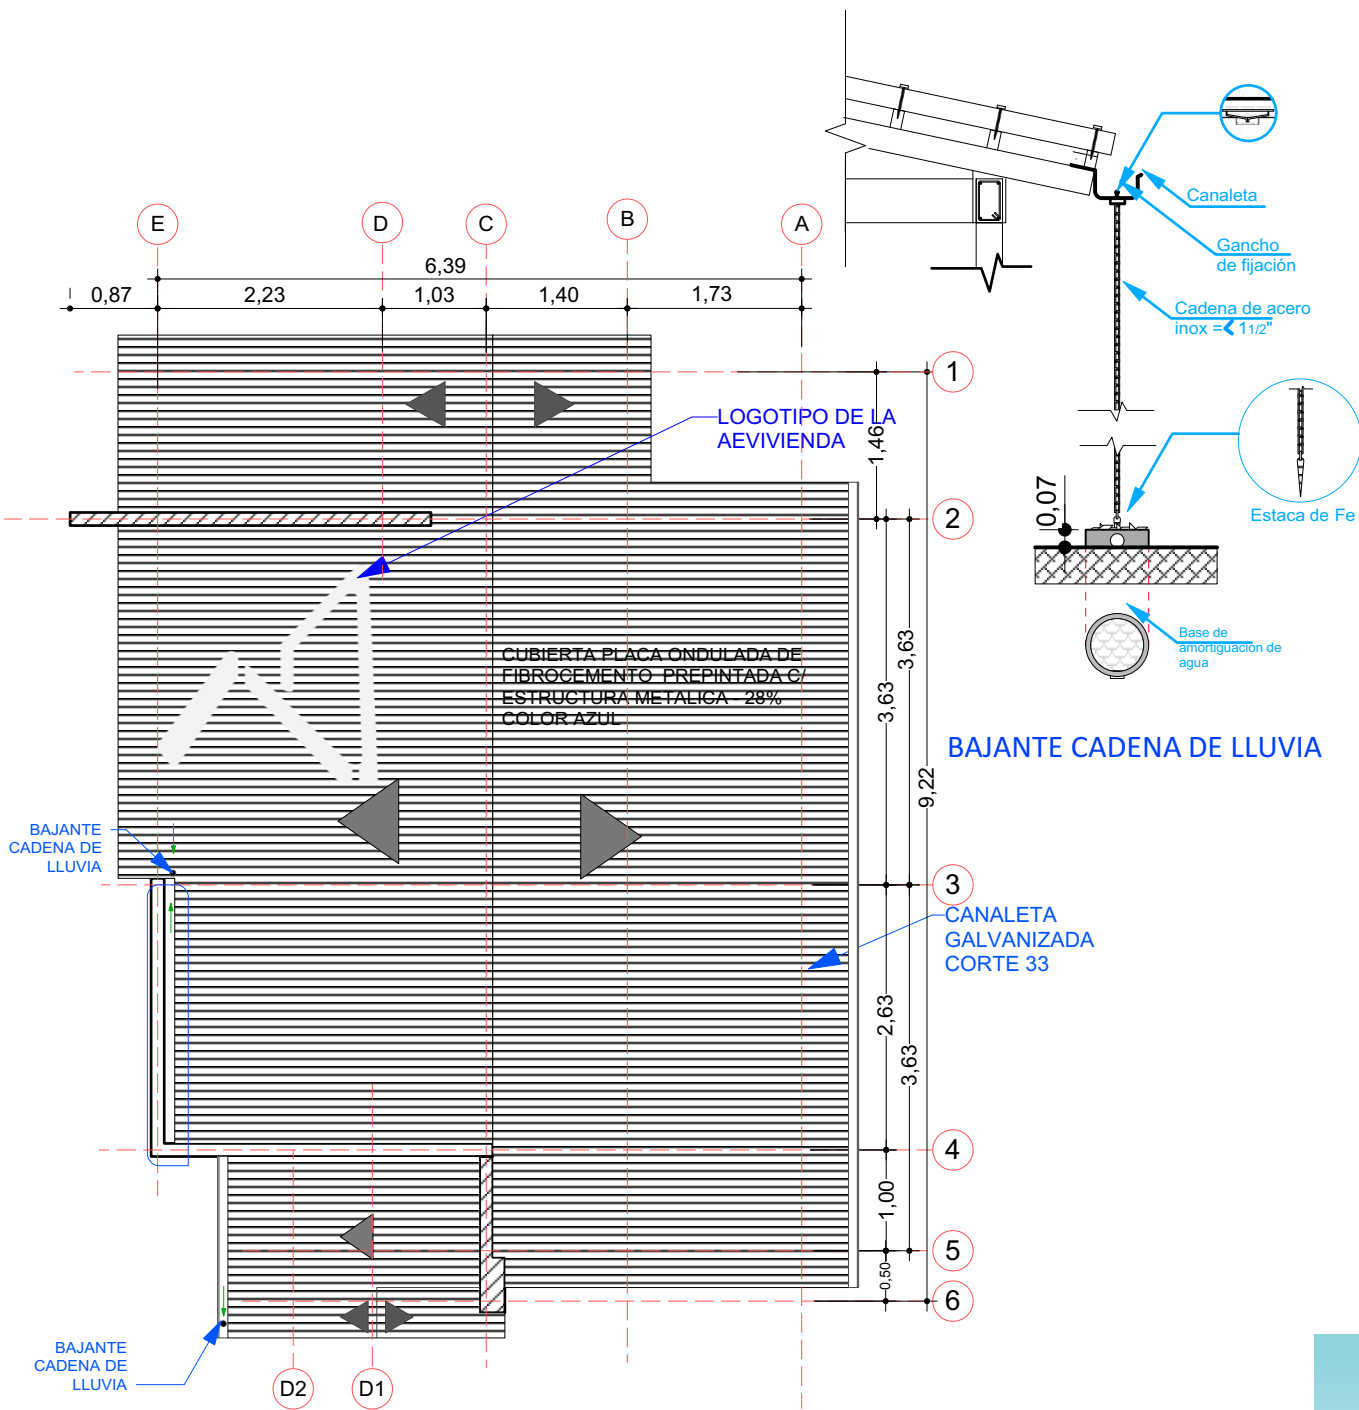 E
D
C
B
A
6,39
0,87
2,23
1,03
1,40
1,73
Canaleta
Gancho
de fijación
Cadena de acero
inox = 1 1/2"
Estaca de Fe
0,07
Base de
amortiguación de
agua
BAJANTE CADENA DE LLUVIA
1
2
3
4
5
6
1,46
3,63
3,63
9,22
2,63
3,63
1,00
0,50
LOGOTIPO DE LA
AEVIVIENDA
CUBIERTA PLACA ONDULADA DE
FIBROCEMENTO PREPINTADA C/
ESTRUCTURA METALICA - 28%
COLOR AZUL
BAJANTE
CADENA DE
LLUVIA
CANALETA
GALVANIZADA
CORTE 33
BAJANTE
CADENA DE
LLUVIA
D2
D1